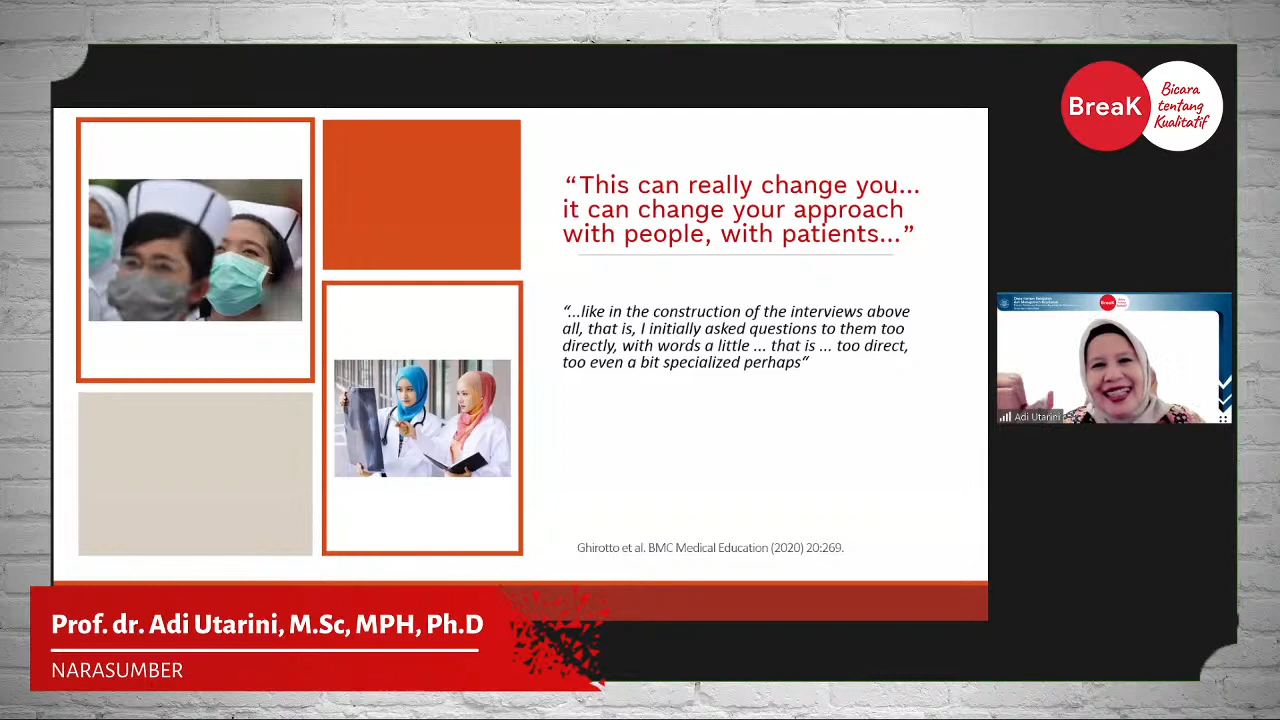 BreaK
Bicara
tentang
Kualitatif
“This can really change you...
it can change your approach
with people, with patients...”
“...like in the construction of the interviews above
all, that is, I initially asked questions to them too
directly, with words a little ... that is ... too direct,
too even a bit specialized perhaps”
Ghirotto et al. BMC Medical Education (2020) 20:269.
BreaK
Adi Utarini
Prof. dr. Adi Utarini, M.Sc, MPH, Ph.D
NARASUMBER